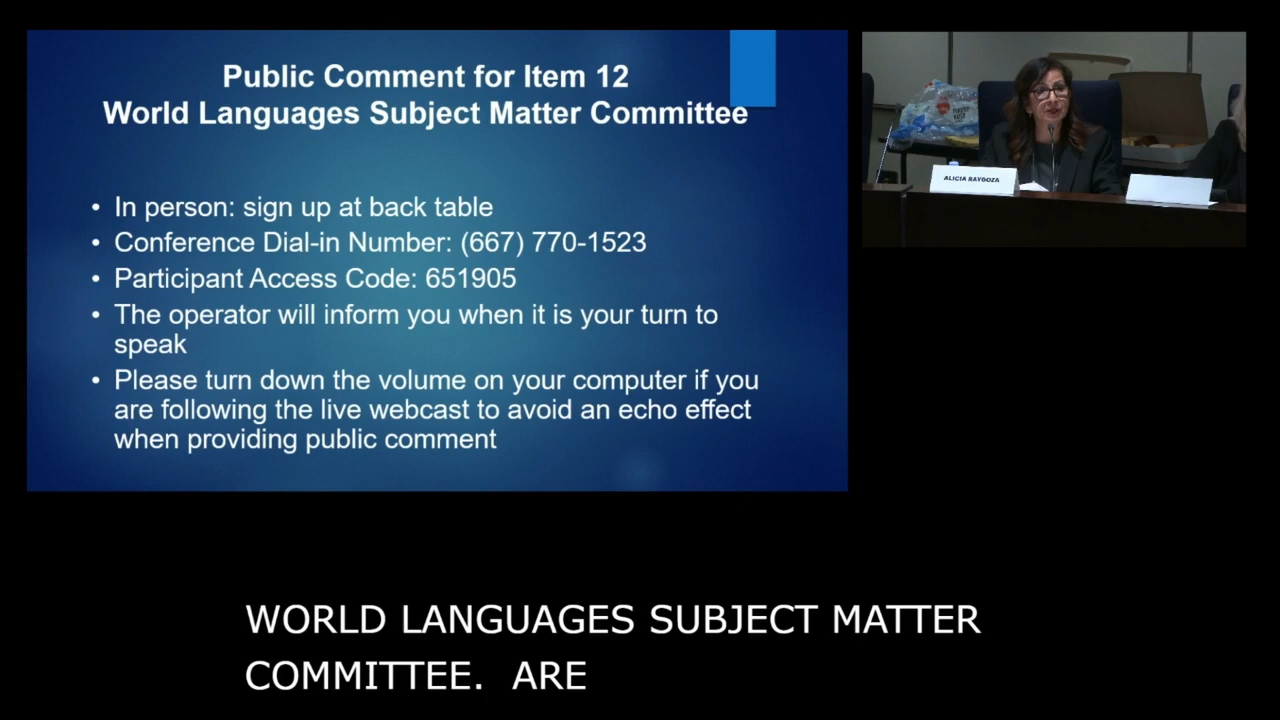 Public Comment for Item 12
World Languages Subject Matter Committee
• In person: sign up at back table
• Conference Dial-in Number: (667) 770-1523
• Participant Access Code: 651905
• The operator will inform you when it is your turn to
speak
• Please turn down the volume on your computer if you
are following the live webcast to avoid an echo effect
when providing public comment
ALICIA RAYGOZA
WORLD LANGUAGES SUBJECT MATTER
COMMITTEE.  ARE